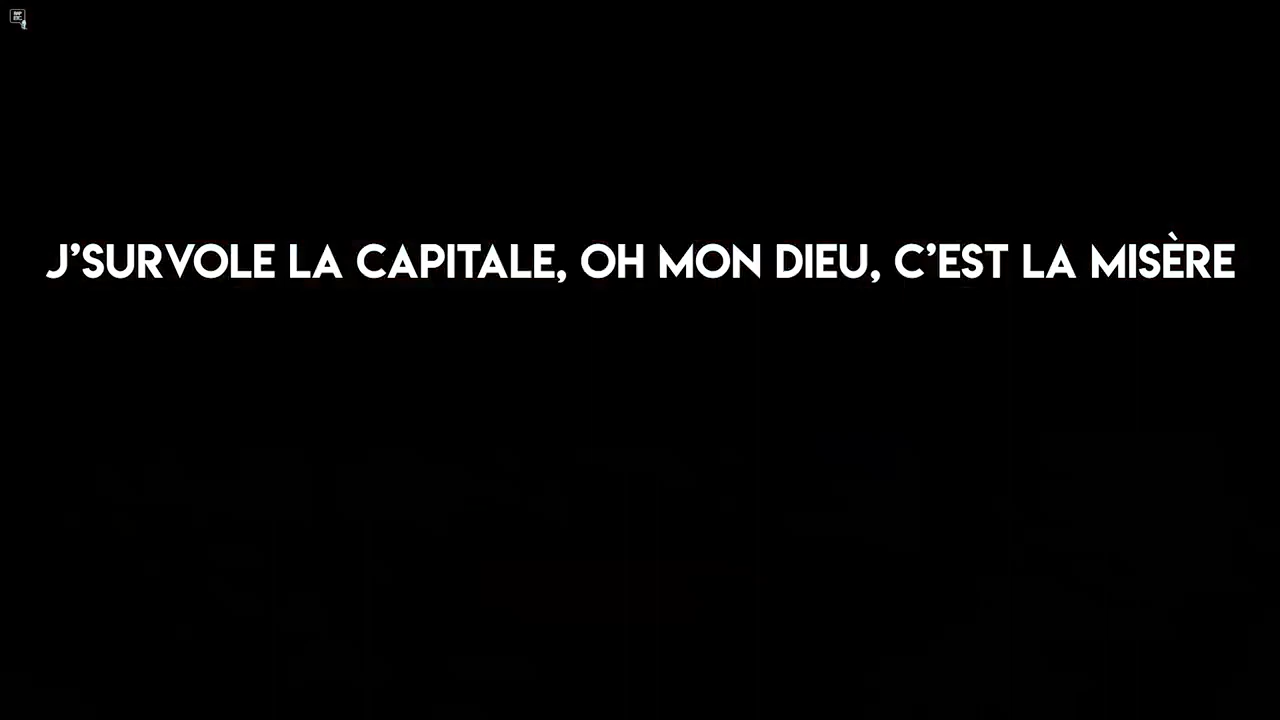 J’SURVOLE LA CAPITALE, OH MON DIEU, C’EST LA MISÈRE